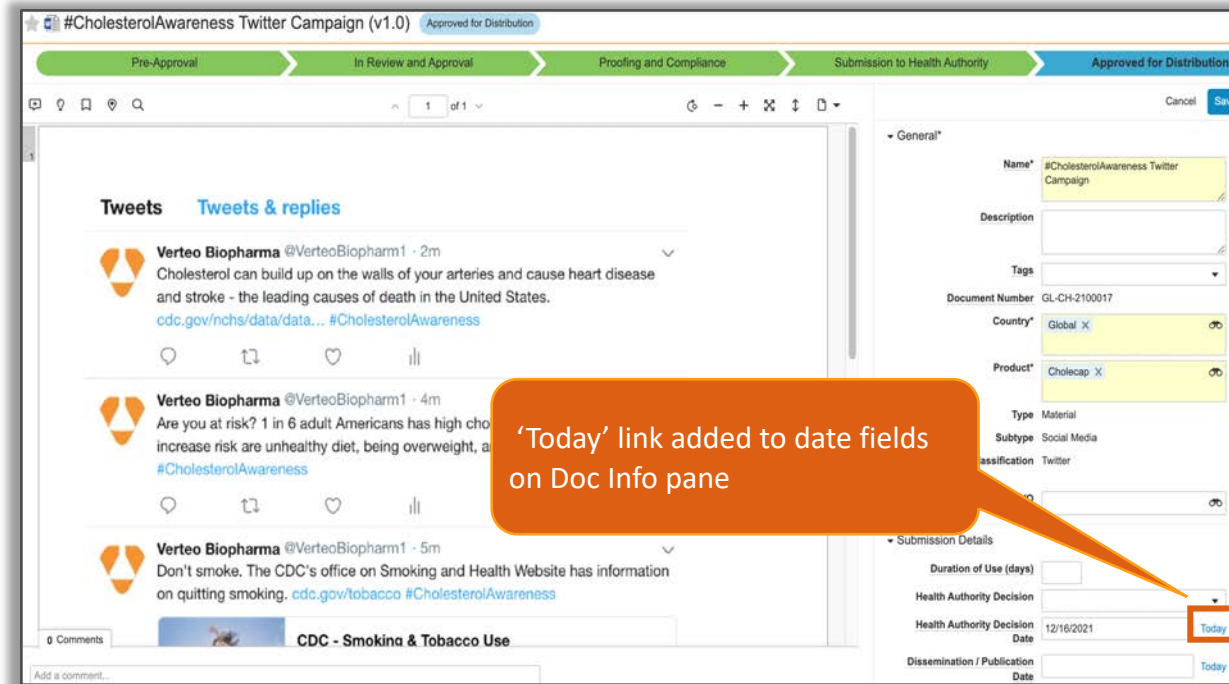 #CholesterolAwareness Twitter Campaign (v1.0) Approved for Distribution
Pre-Approval In Review and Approval Proofing and Compliance Submission to Health Authority Approved for Distribution
1 of 1
Cancel
1
General*
Name* #CholesterolAwareness Twitter
Campaign
Description
Tags
Document Number GL-CH-2100017
Country* Global X
Product* Cholecap X
Type Material
Subtype Social Media
Twitter
Submission Details
Duration of Use (days)
Health Authority Decision
Health Authority Decision
Date 12/16/2021 Today
Dissemination / Publication
Date Today
Tweets Tweets & replies
Verteo Biopharma @VerteoBiopharm1 · 2m
Cholesterol can build up on the walls of your arteries and cause heart disease
and stroke - the leading causes of death in the United States.
cdc.gov/nchs/data/data... #CholesterolAwareness
Verteo Biopharma @VerteoBiopharm1 · 4m
Are you at risk? 1 in 6 adult Americans has high
increase risk are unhealthy diet, being overweight,
#CholesterolAwareness
Verteo Biopharma @VerteoBiopharm1 · 5m
Don't smoke. The CDC's office on Smoking and Health Website has information
on quitting smoking. cdc.gov/tobacco #CholesterolAwareness
CDC - Smoking & Tobacco Use
0 Comments
Add a comment...
‘Today’ link added to date fields
on Doc Info pane